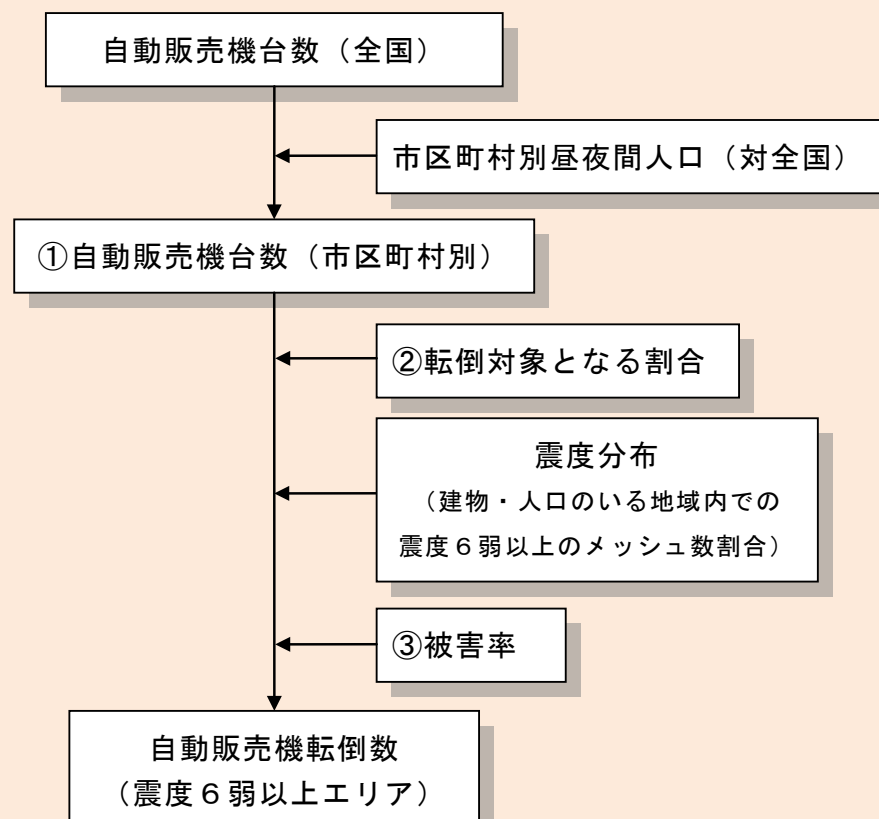 自動販売機台数（全国）
市区町村別昼夜間人口（対全国）
①自動販売機台数（市区町村別）
②転倒対象となる割合
震度分布
（建物・人口のいる地域内での
震度６弱以上のメッシュ数割合）
③被害率
自動販売機転倒数
（震度６弱以上エリア）